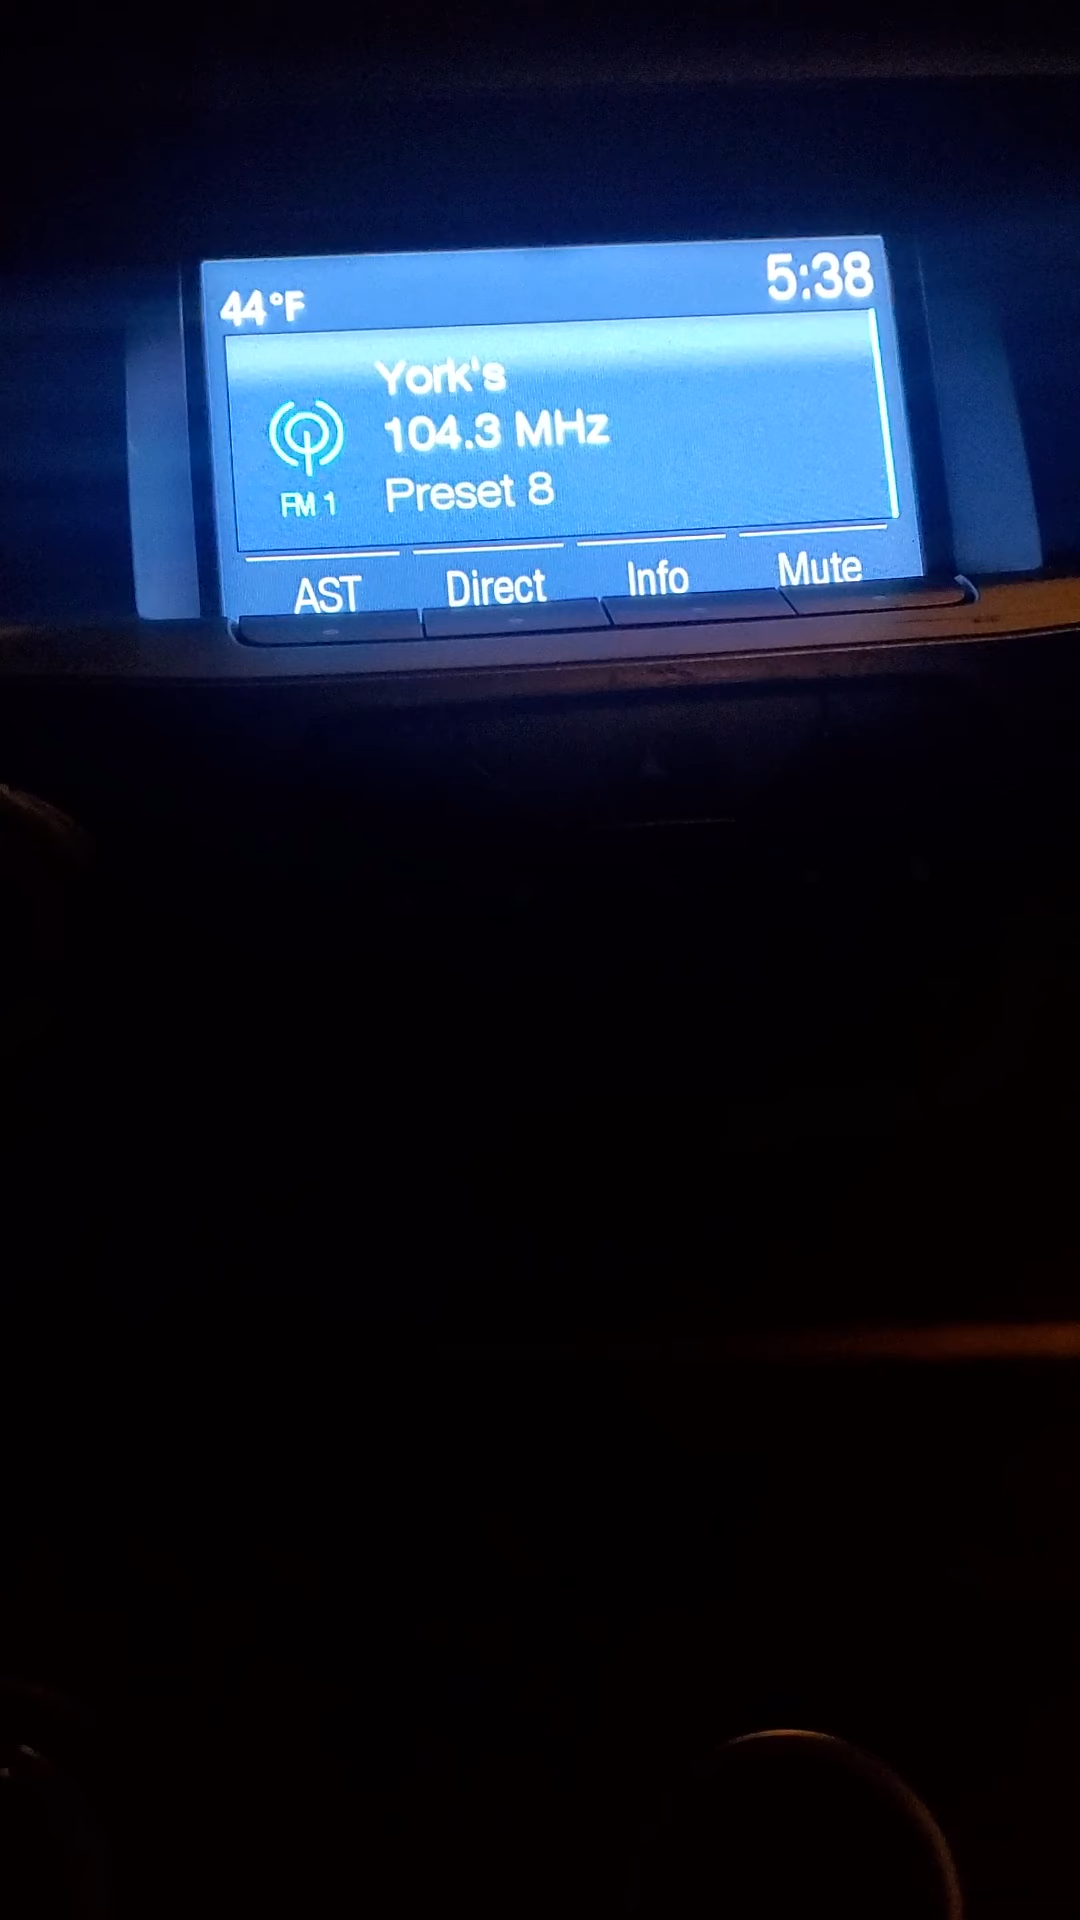 44°F 5:38
York's
104.3 MHz
FM 1 Preset 8
AST Direct Info Mute